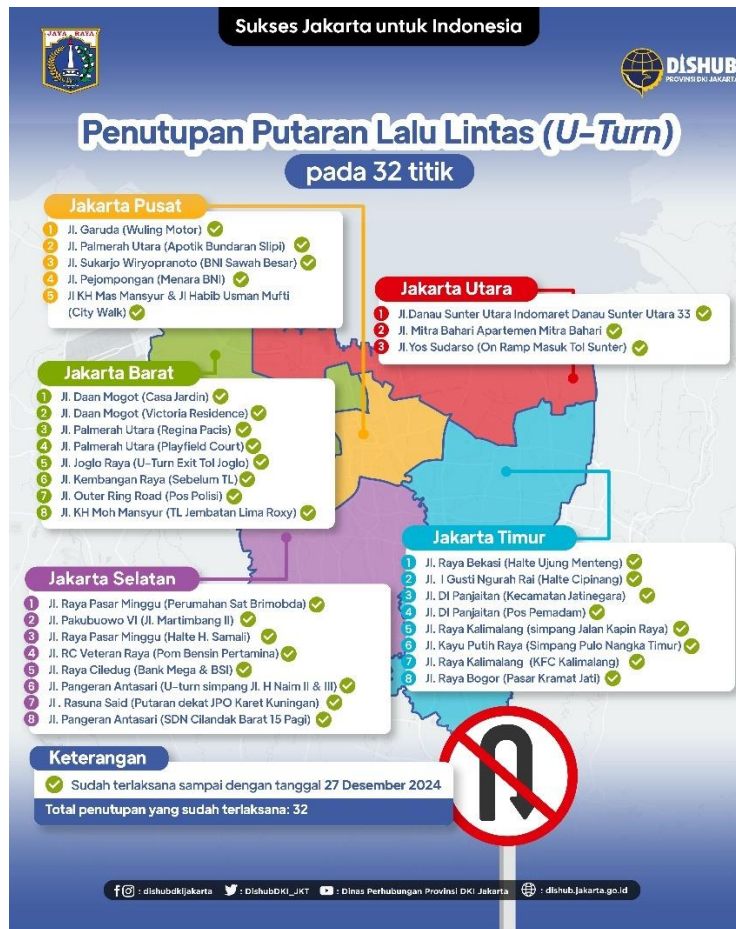 Sukses Jakarta untuk Indonesia
JAYA RAYA
DISHUB
PROVINSI DKI JAKARTA
Penutupan Putaran Lalu Lintas (U-Turn)
pada 32 titik
Jakarta Pusat
1 Jl. Garuda (Wuling Motor)
2 Jl. Palmerah Utara (Apotik Bundaran Slipi)
3 Jl. Sukarjo Wiryopranoto (BNI Sawah Besar)
4 Jl. Pejompongan (Menara BNI)
5 Jl KH Mas Mansyur & Jl Habib Usman Mufti
(City Walk)
Jakarta Utara
1 Jl.Danau Sunter Utara Indomaret Danau Sunter Utara 33
2 Jl. Mitra Bahari Apartemen Mitra Bahari
3 Jl.Yos Sudarso (On Ramp Masuk Tol Sunter)
Jakarta Barat
1 Jl. Daan Mogot (Casa Jardin)
2 Jl. Daan Mogot (Victoria Residence)
3 Jl. Palmerah Utara (Regina Pacis)
4 Jl. Palmerah Utara (Playfield Court)
5 Jl. Joglo Raya (U-Turn Exit Tol Joglo)
6 Jl. Kembangan Raya (Sebelum TL)
7 Jl. Outer Ring Road (Pos Polisi)
8 Jl. KH Moh Mansyur (TL Jembatan Lima Roxy)
Jakarta Timur
1 Jl. Raya Bekasi (Halte Ujung Menteng)
2 Jl. I Gusti Ngurah Rai (Halte Cipinang)
3 Jl. DI Panjaitan (Kecamatan Jatinegara)
4 Jl. DI Panjaitan (Pos Pemadam)
5 Jl. Raya Kalimalang (simpang Jalan Kapin Raya)
6 Jl. Kayu Putih Raya (Simpang Pulo Nangka Timur)
7 Jl. Raya Kalimalang (KFC Kalimalang)
8 Jl. Raya Bogor (Pasar Kramat Jati)
Jakarta Selatan
1 Jl. Raya Pasar Minggu (Perumahan Sat Brimobda)
2 Jl. Pakubuowo VI (Jl. Martimbang II)
3 Jl. Raya Pasar Minggu (Halte H. Samali)
4 Jl. RC Veteran Raya (Pom Bensin Pertamina)
5 Jl. Raya Ciledug (Bank Mega & BSI)
6 Jl. Pangeran Antasari (U-turn simpang Jl. H Naim II & III)
7 Jl . Rasuna Said (Putaran dekat JPO Karet Kuningan)
8 Jl. Pangeran Antasari (SDN Cilandak Barat 15 Pagi)
Keterangan
Sudah terlaksana sampai dengan tanggal 27 Desember 2024
Total penutupan yang sudah terlaksana: 32
: dishubdkijakarta : DishubDKI_JKT : Dinas Perhubungan Provinsi DKI Jakarta : dishub.jakarta.go.id